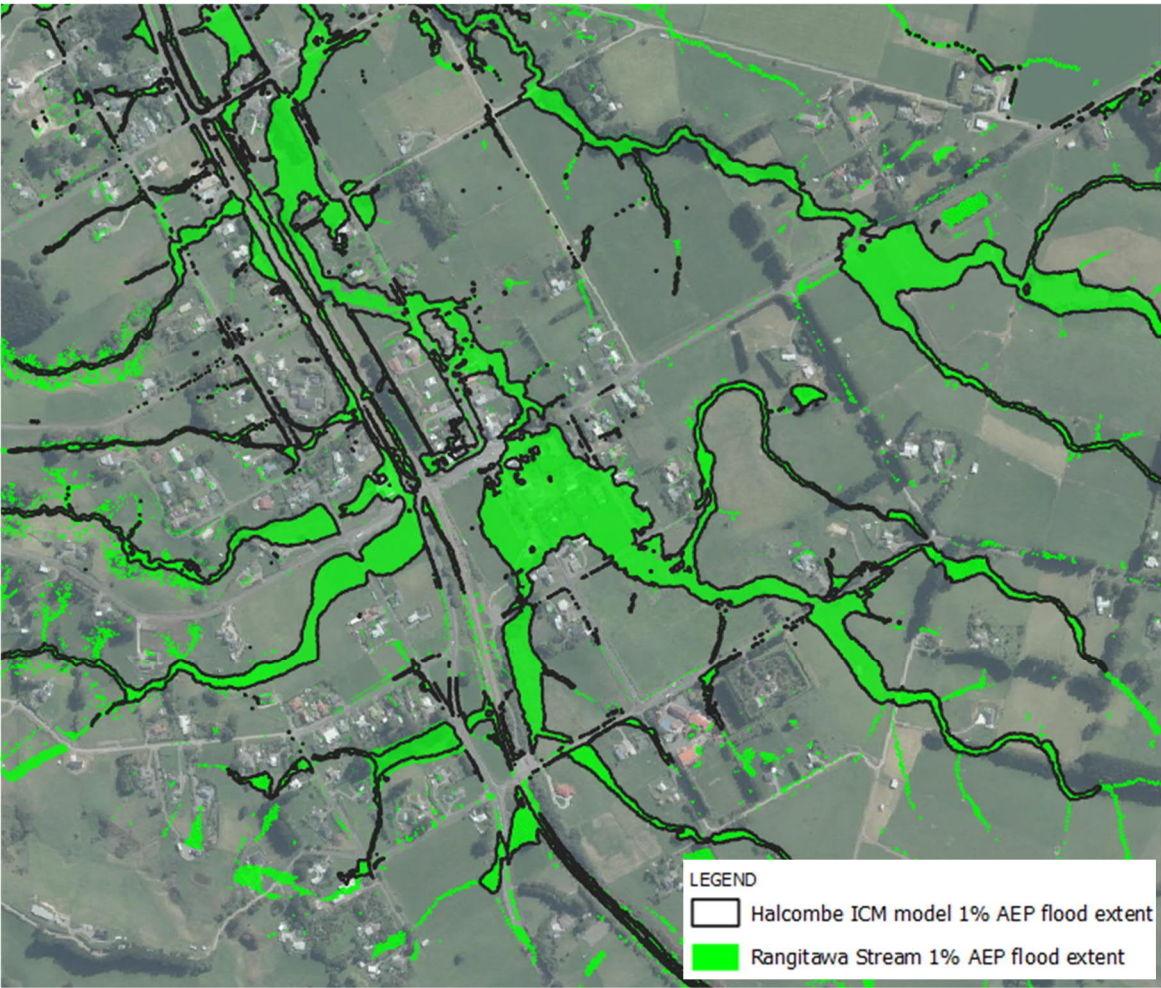 LEGEND
Halcombe ICM model 1% AEP flood extent
Rangitawa Stream 1% AEP flood extent